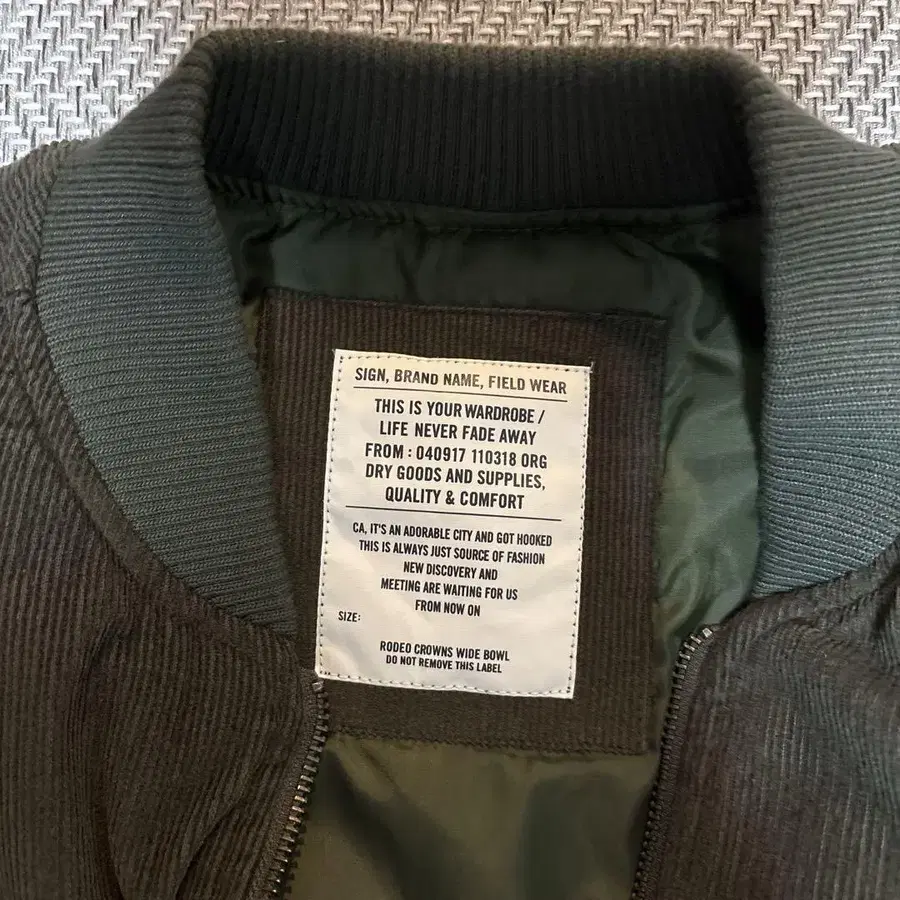 SIGN, BRAND NAME, FIELD WEAR
THIS IS YOUR WARDROBE /
LIFE NEVER FADE AWAY
FROM : 040917 110318 ORG
DRY GOODS AND SUPPLIES,
QUALITY & COMFORT
CA, IT'S AN ADORABLE CITY AND GOT HOOKED
THIS IS ALWAYS JUST SOURCE OF FASHION
NEW DISCOVERY AND
MEETING ARE WAITING FOR US
FROM NOW ON
SIZE:
RODEO CROWNS WIDE BOWL
DO NOT REMOVE THIS LABEL